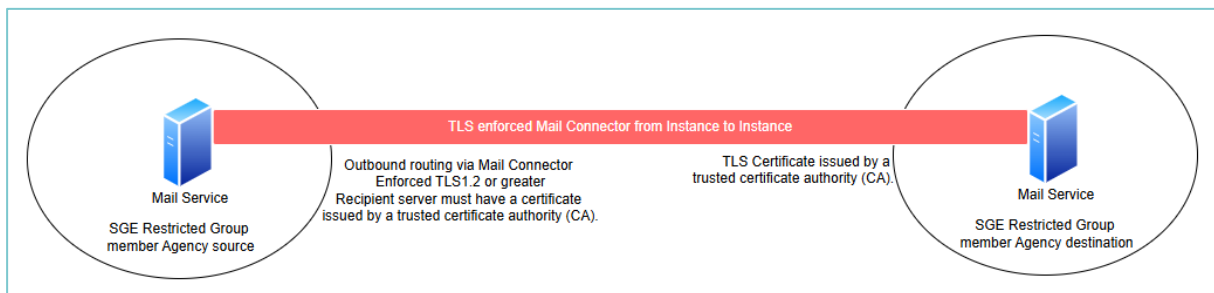 TLS enforced Mail Connector from Instance to Instance
Outbound routing via Mail Connector
Enforced TLS1.2 or greater
Recipient server must have a certificate
issued by a trusted certificate authority (CA).
TLS Certificate issued by a
trusted certificate authority (CA).
Mail Service
SGE Restricted Group
member Agency source
Mail Service
SGE Restricted Group
member Agency destination